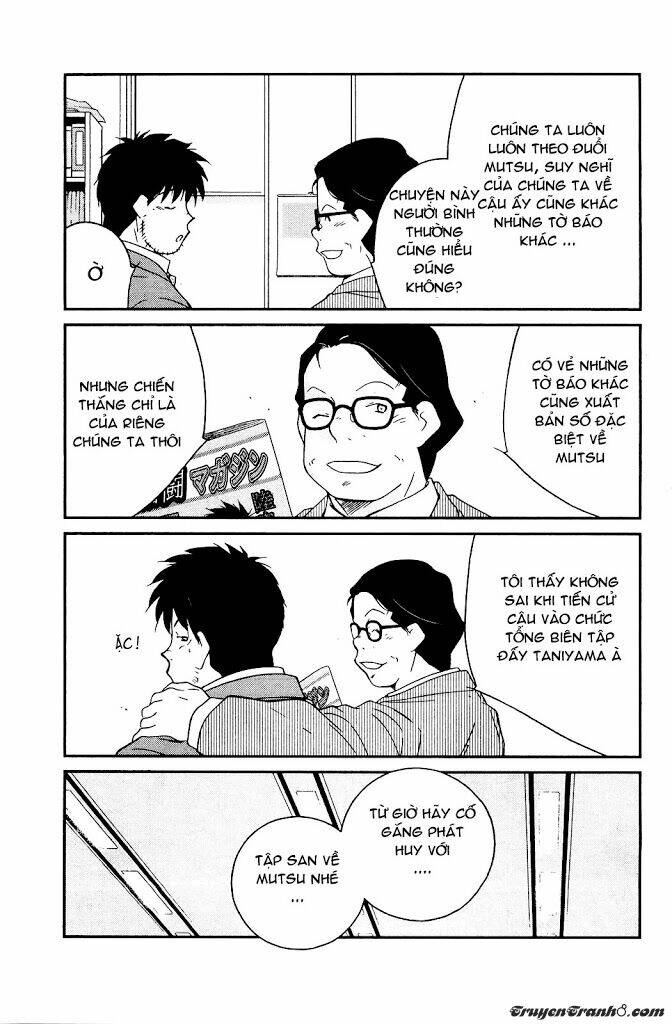 CHÚNG TA LUÔN
LUÔN THEO ĐUỔI
MUTSU, SUY NGHĨ
CỦA CHÚNG TA VỀ
CẬU ẤY CŨNG KHÁC
NHỮNG TỜ BÁO
KHÁC ...
CHUYỆN NÀY
NGƯỜI BÌNH
THƯỜNG
CŨNG HIỂU
ĐÚNG
KHÔNG?
Ờ
CÓ VẺ NHỮNG
TỜ BÁO KHÁC
CŨNG XUẤT
BẢN SỐ ĐẶC
BIỆT VỀ
MUTSU
NHƯNG CHIẾN
THẮNG CHỈ LÀ
CỦA RIÊNG
CHÚNG TA THÔI
闘マガジン
陸
TÔI THẤY KHÔNG
SAI KHI TIẾN CỬ
CẬU VÀO CHỨC
TỔNG BIÊN TẬP
ĐẤY TANIYAMA À
ẶC!
TỪ GIỜ HÃY CỐ
GẮNG PHÁT
HUY VỚI
....
TẬP SAN VỀ
MUTSU NHÉ
...
TruyenTranh8.com